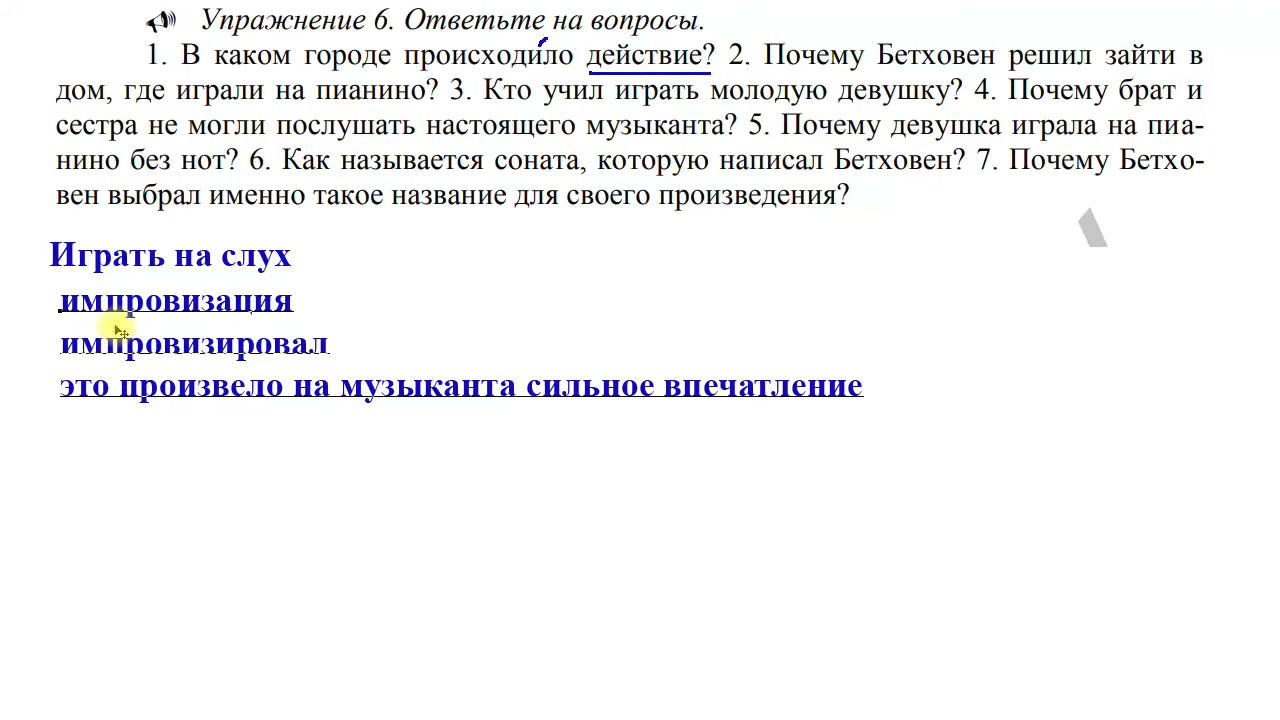 Упражнение 6. Ответьте на вопросы.
1. В каком городе происходило действие? 2. Почему Бетховен решил зайти в
дом, где играли на пианино? 3. Кто учил играть молодую девушку? 4. Почему брат и
сестра не могли послушать настоящего музыканта? 5. Почему девушка играла на пиа-
нино без нот? 6. Как называется соната, которую написал Бетховен? 7. Почему Бетхо-
вен выбрал именно такое название для своего произведения?
Играть на слух
импровизация
импровизировал
это произвело на музыканта сильное впечатление